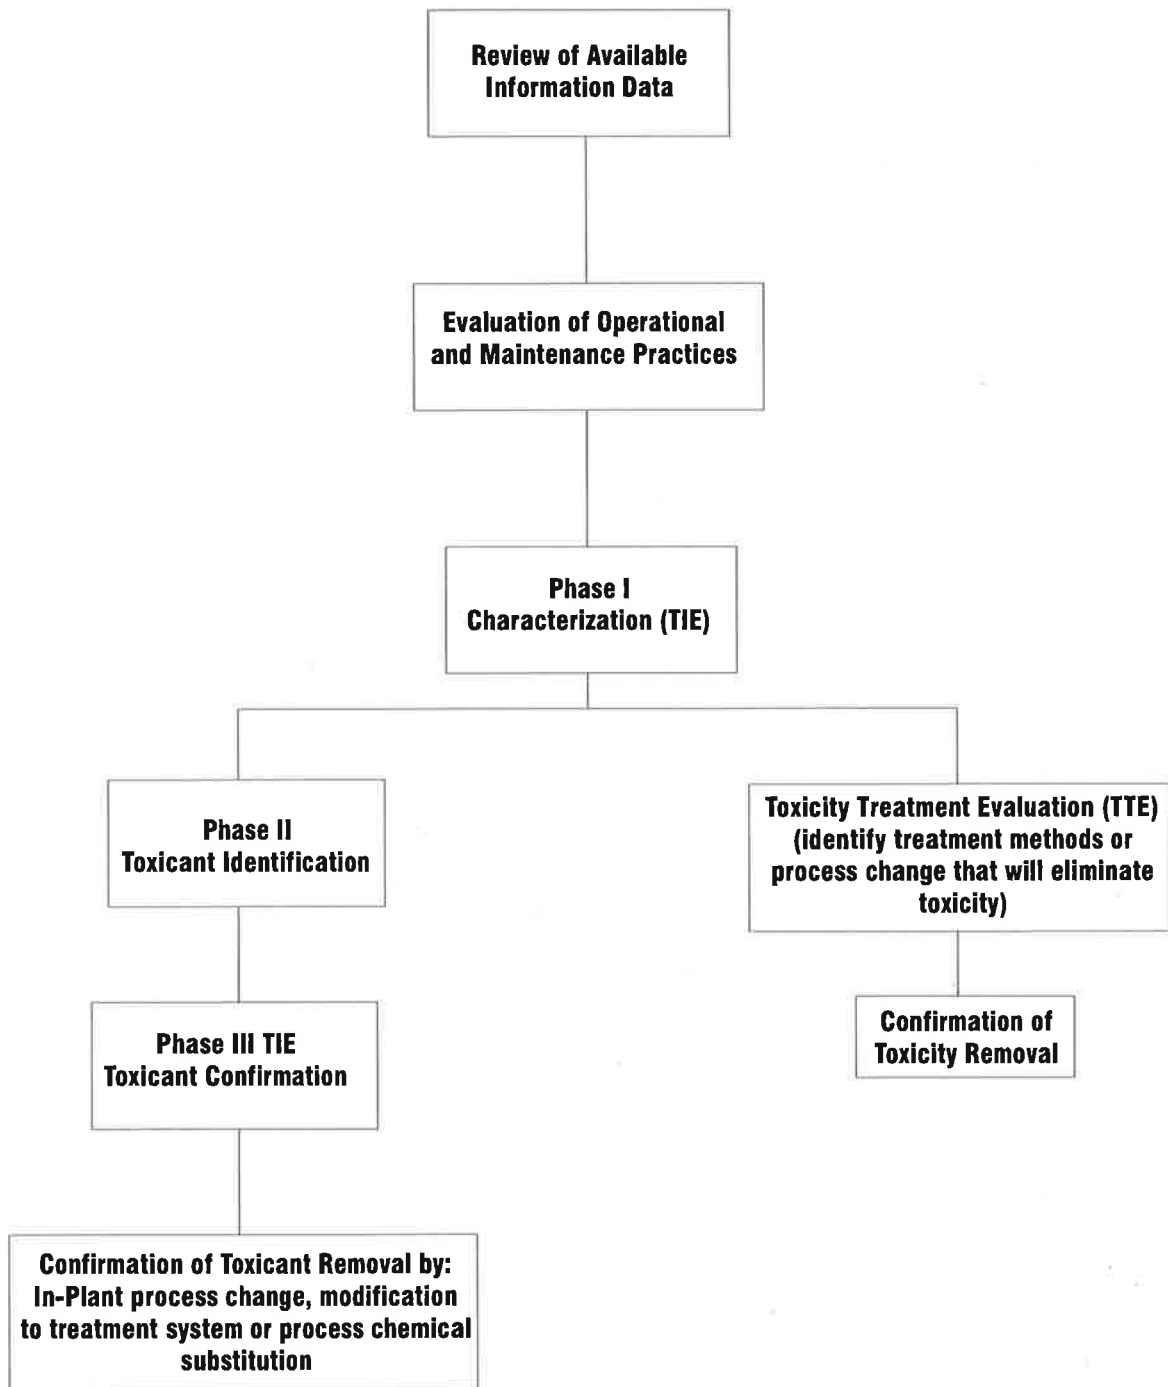 Review of Available
Information Data
Evaluation of Operational
and Maintenance Practices
Phase I
Characterization (TIE)
Phase II
Toxicant Identification
Toxicity Treatment Evaluation (TTE)
(identify treatment methods or
process change that will eliminate
toxicity)
Phase III TIE
Toxicant Confirmation
Confirmation of
Toxicity Removal
Confirmation of Toxicant Removal by:
In-Plant process change, modification
to treatment system or process chemical
substitution